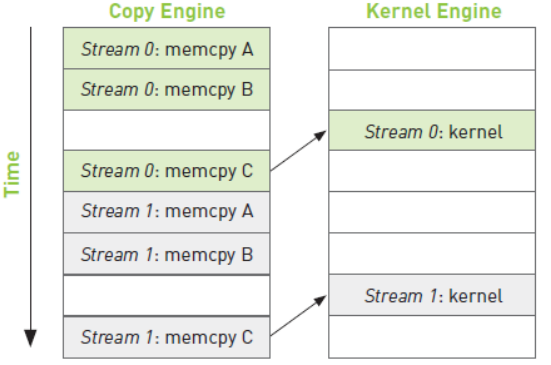 Copy Engine
Kernel Engine
Time
Stream 0: memcpy A
Stream 0: memcpy B
Stream 0: kernel
Stream 0: memcpy C
Stream 1: memcpy A
Stream 1: memcpy B
Stream 1: kernel
Stream 1: memcpy C